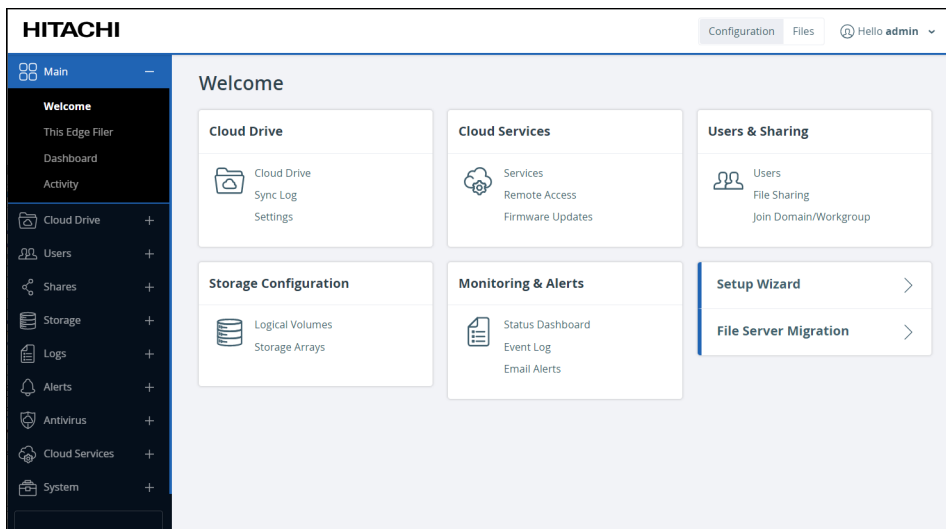 HITACHI
Configuration
Files
Hello admin
Main
Welcome
This Edge Filer
Dashboard
Activity
Cloud Drive
Users
Shares
Storage
Logs
Alerts
Antivirus
Cloud Services
System
Welcome
Cloud Drive
Cloud Drive
Sync Log
Settings
Cloud Services
Services
Remote Access
Firmware Updates
Users & Sharing
Users
File Sharing
Join Domain/Workgroup
Storage Configuration
Logical Volumes
Storage Arrays
Monitoring & Alerts
Status Dashboard
Event Log
Email Alerts
Setup Wizard
File Server Migration